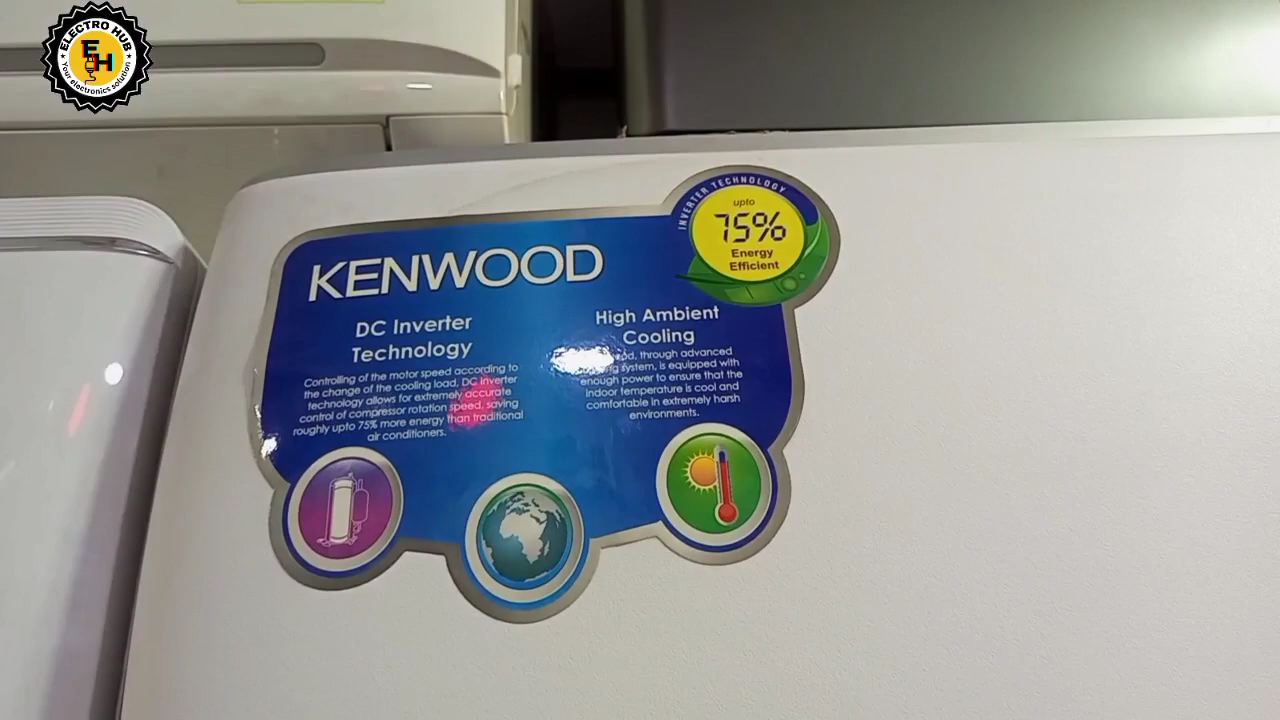 ELECTRO HUB
EH
Your electronics solution
INVERTER TECHNOLOGY
upto
75%
Energy
Efficient
KENWOOD
DC Inverter
Technology
Controlling of the motor speed according to
the change of the cooling load, DC Inverter
technology allows for extremely accurate
control of compressor rotation speed, saving
roughly upto 75% more energy than traditional
air conditioners.
High Ambient
Cooling
through advanced
system, is equipped with
enough power to ensure that the
indoor temperature is cool and
comfortable in extremely harsh
environments.